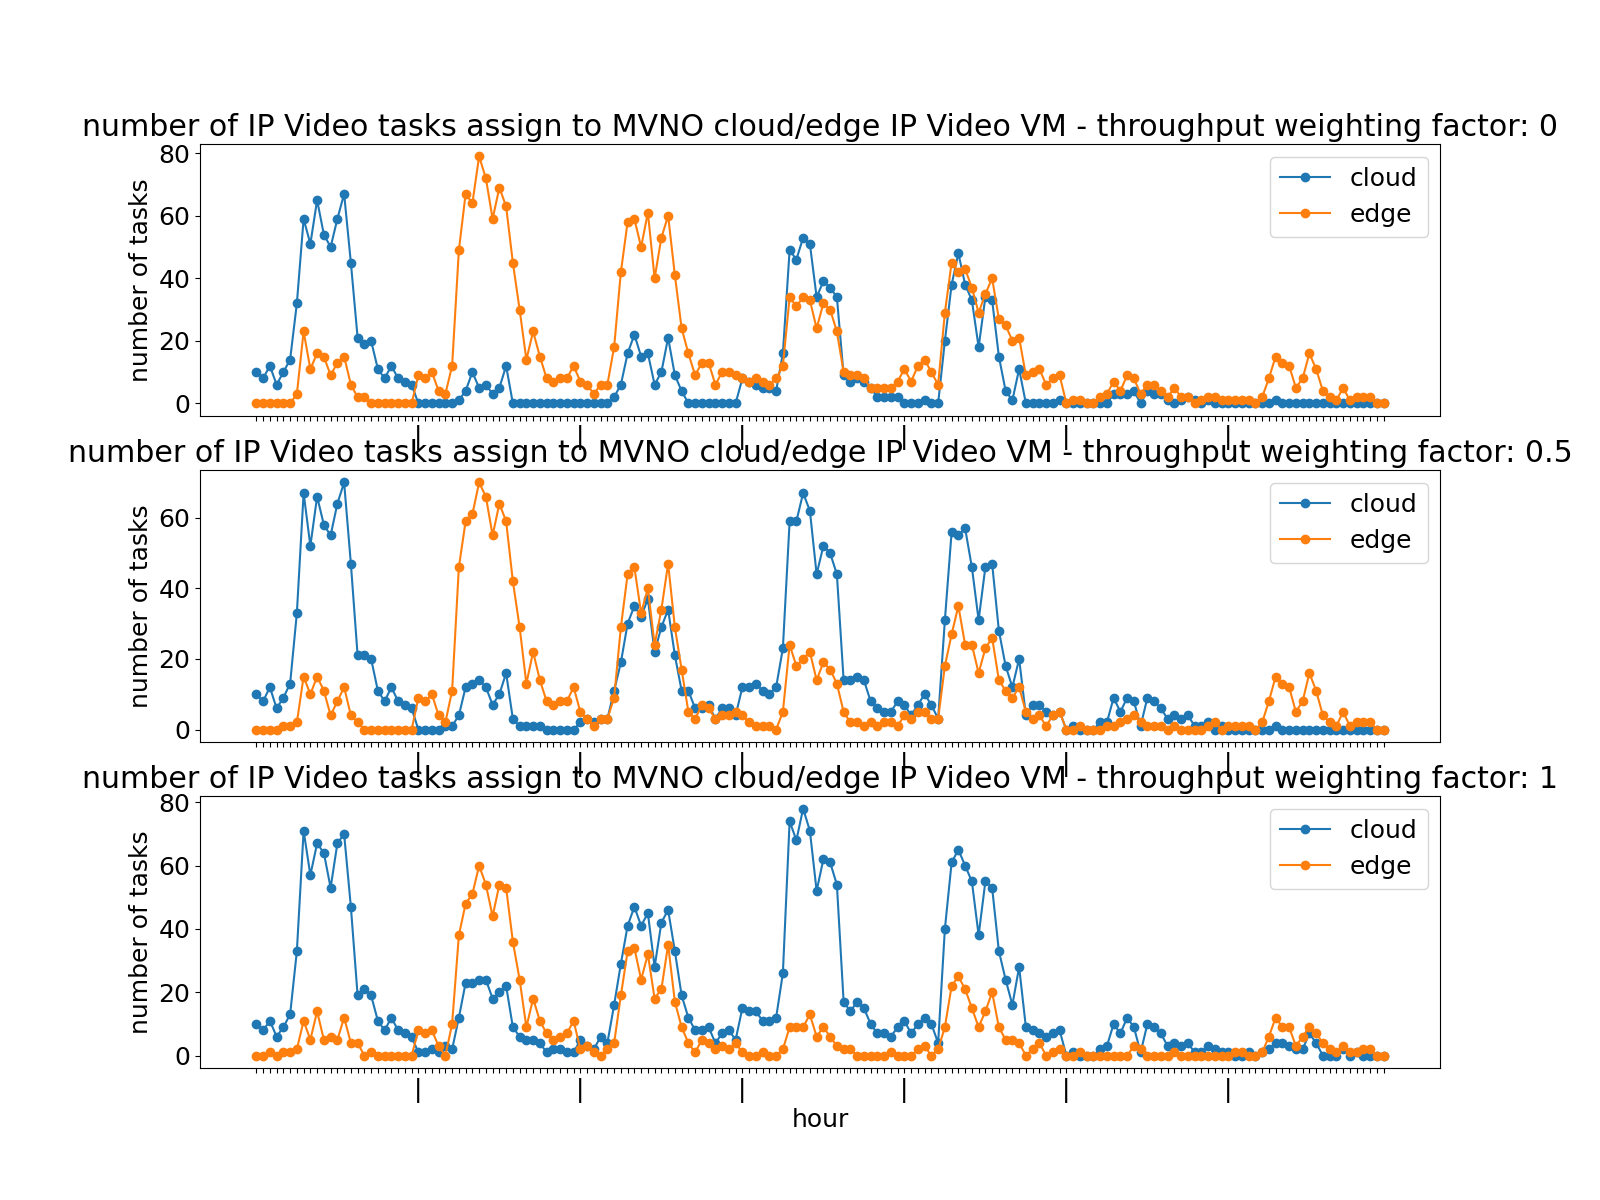 number of IP Video tasks assign to MVNO cloud/edge IP Video VM - throughput weighting factor: 0
number of tasks
80
60
40
20
0
cloud
edge
| | | | | |
number of IP Video tasks assign to MVNO cloud/edge IP Video VM - throughput weighting factor: 0.5
number of tasks
60
40
20
0
cloud
edge
| | | | | |
number of IP Video tasks assign to MVNO cloud/edge IP Video VM - throughput weighting factor: 1
number of tasks
80
60
40
20
0
cloud
edge
| | | | | |
hour